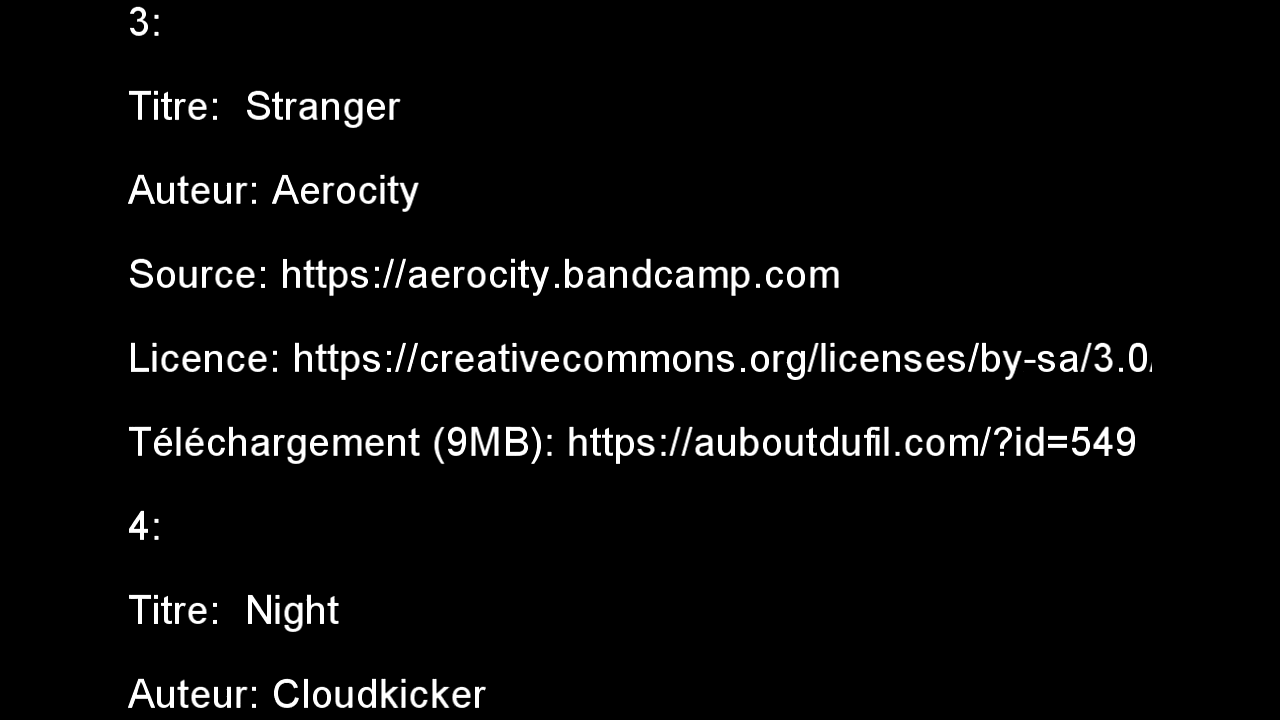 3:
Titre:  Stranger
Auteur: Aerocity
Source: https://aerocity.bandcamp.com
Licence: https://creativecommons.org/licenses/by-sa/3.0/
Téléchargement (9MB): https://auboutdufil.com/?id=549
4:
Titre:  Night
Auteur: Cloudkicker